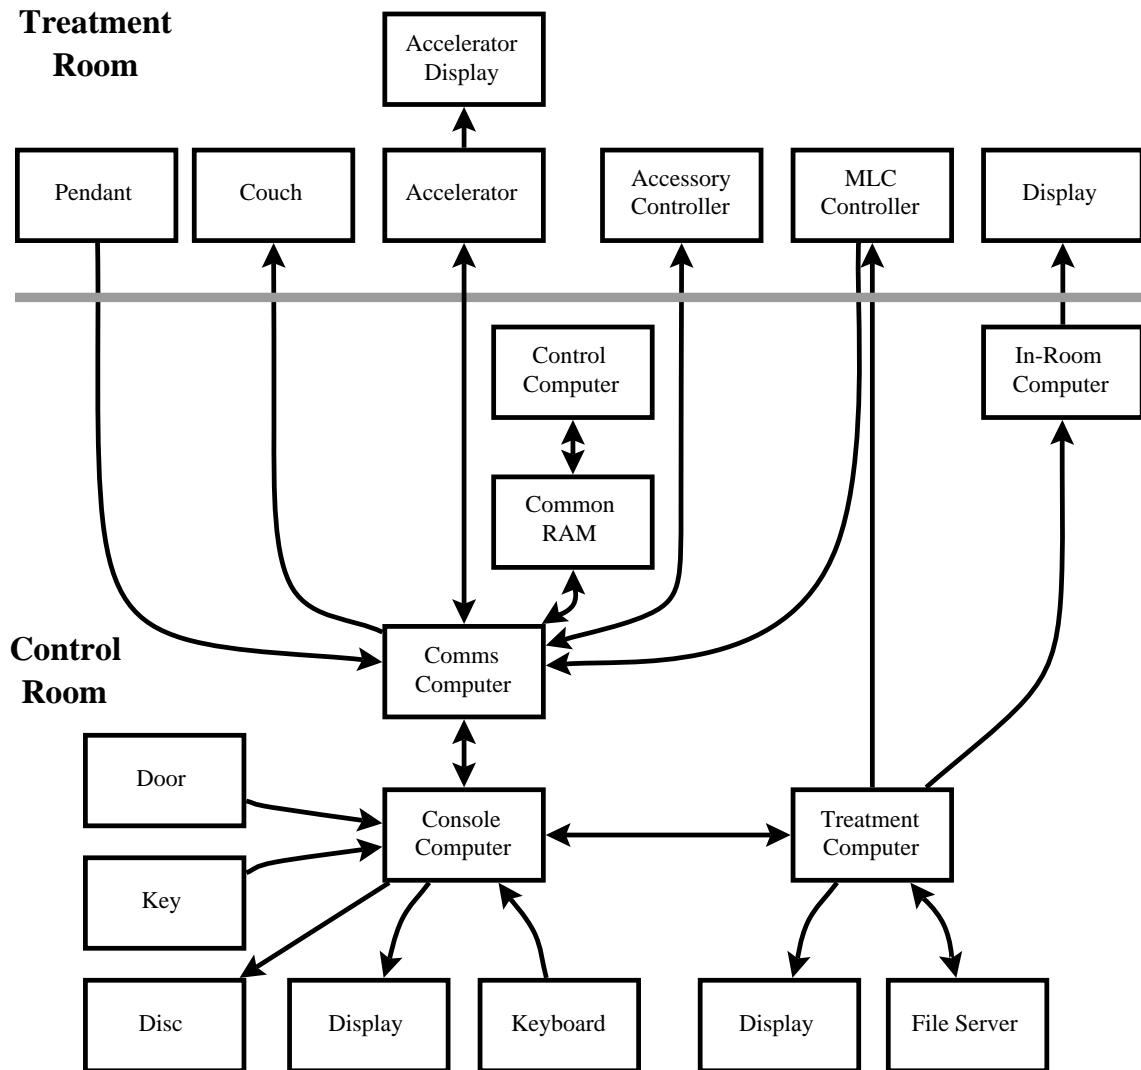 Treatment
Room
Accelerator
Display
Pendant
Couch
Accelerator
Accessory
Controller
MLC
Controller
Display
Control
Computer
In-Room
Computer
Common
RAM
Control
Room
Comms
Computer
Door
Console
Computer
Treatment
Computer
Key
Disc
Display
Keyboard
Display
File Server